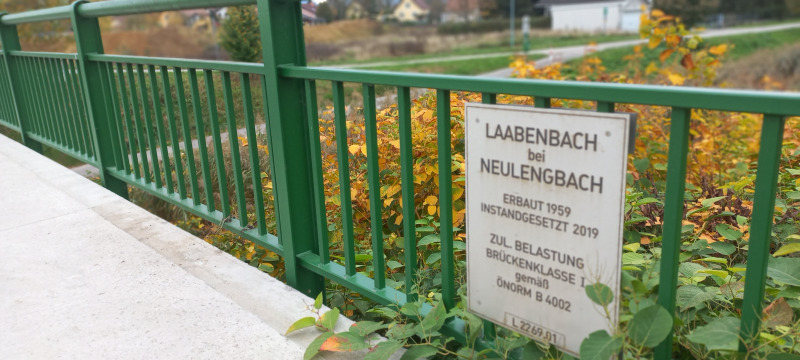 LAABENBACH
bei
NEULENGBACH
ERBAUT 1959
INSTANDGESETZT 2019
ZUL. BELASTUNG
BRÜCKENKLASSE I
gemäß
ÖNORM B 4002
L 2269.01